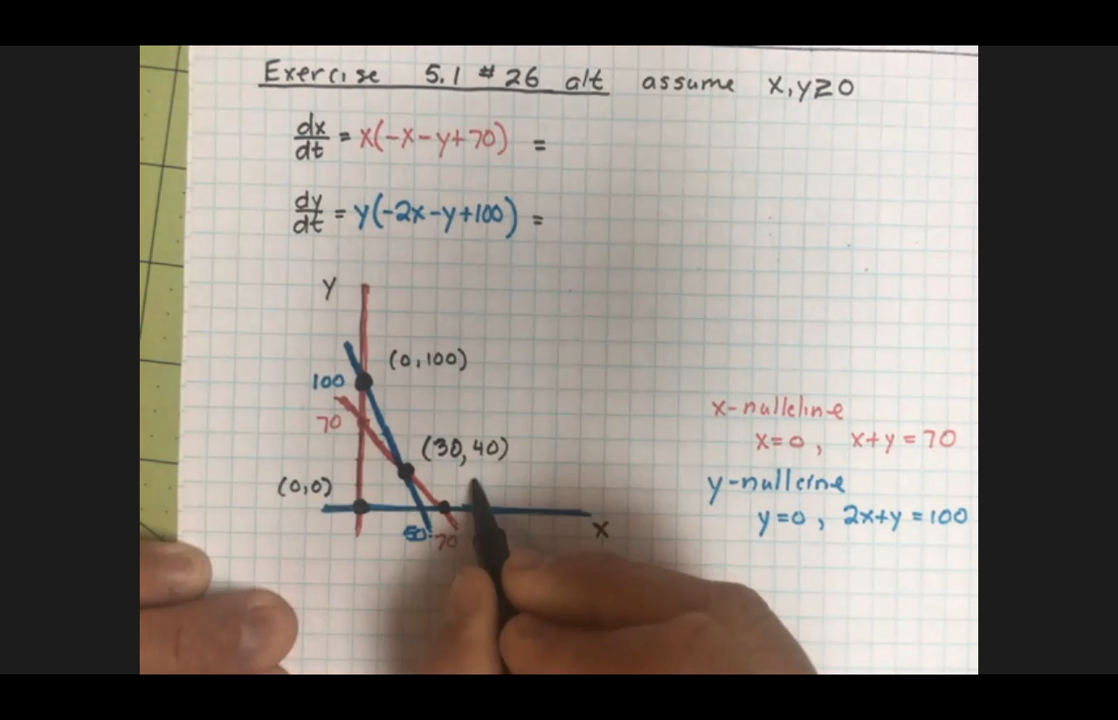 Exercise 5.1 #26 alt assume x,y≥0
dx/dt = x(-x-y+70) =
dy/dt = y(-2x-y+100) =
Y
(0,100)
100
70
(30,40)
(0,0)
50
70
X
x-nullcline
x=0, x+y=70
y-nullcline
y=0, 2x+y=100